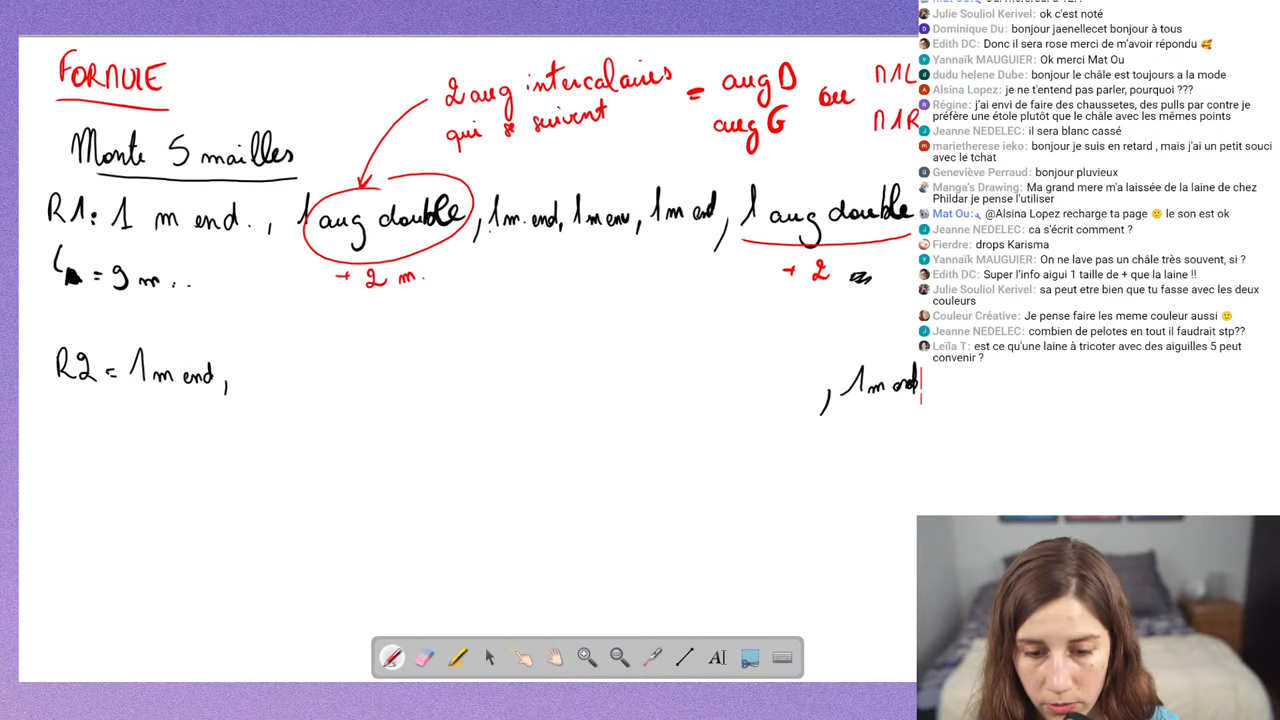 FORMULE
2 aug intercalaires
qui se suivent
= aug D
aug G
ou
M1L
M1R
Monte 5 mailles
R1: 1 m end., 1 aug double, 1 m. end, 1 m env, 1 m end, 1 aug double
= 9 m..
+ 2 m.
+ 2
R2 = 1 m end,
, 1 m end
Julie Souliol Kerivel: ok c'est noté
Dominique Du: bonjour jaenellecet bonjour à tous
Edith DC: Donc il sera rose merci de m'avoir répondu 🥰
Yannaïk MAUGUIER: Ok merci Mat Ou
dudu helene Dube: bonjour le châle est toujours a la mode
Alsina Lopez: je ne t'entend pas parler, pourquoi ???
Régine: j'ai envi de faire des chaussetes, des pulls par contre je
préfère une étole plutôt que le châle avec les mêmes points
Jeanne NEDELEC: il sera blanc cassé
marietherese ieko: bonjour je suis en retard , mais j'ai un petit souci
avec le tchat
Geneviève Perraud: bonjour pluvieux
Manga's Drawing: Ma grand mere m'a laissée de la laine de chez
Phildar je pense l'utiliser
Mat Ou: @Alsina Lopez recharge ta page 🙂 le son est ok
Jeanne NEDELEC: ca s'écrit comment ?
Fierdre: drops Karisma
Yannaïk MAUGUIER: On ne lave pas un châle très souvent, si ?
Edith DC: Super l'info aigui 1 taille de + que la laine !!
Julie Souliol Kerivel: sa peut etre bien que tu fasse avec les deux
couleurs
Couleur Créative: Je pense faire les meme couleur aussi 🙂
Jeanne NEDELEC: combien de pelotes en tout il faudrait stp??
Leïla T: est ce qu'une laine à tricoter avec des aiguilles 5 peut
convenir ?
AI